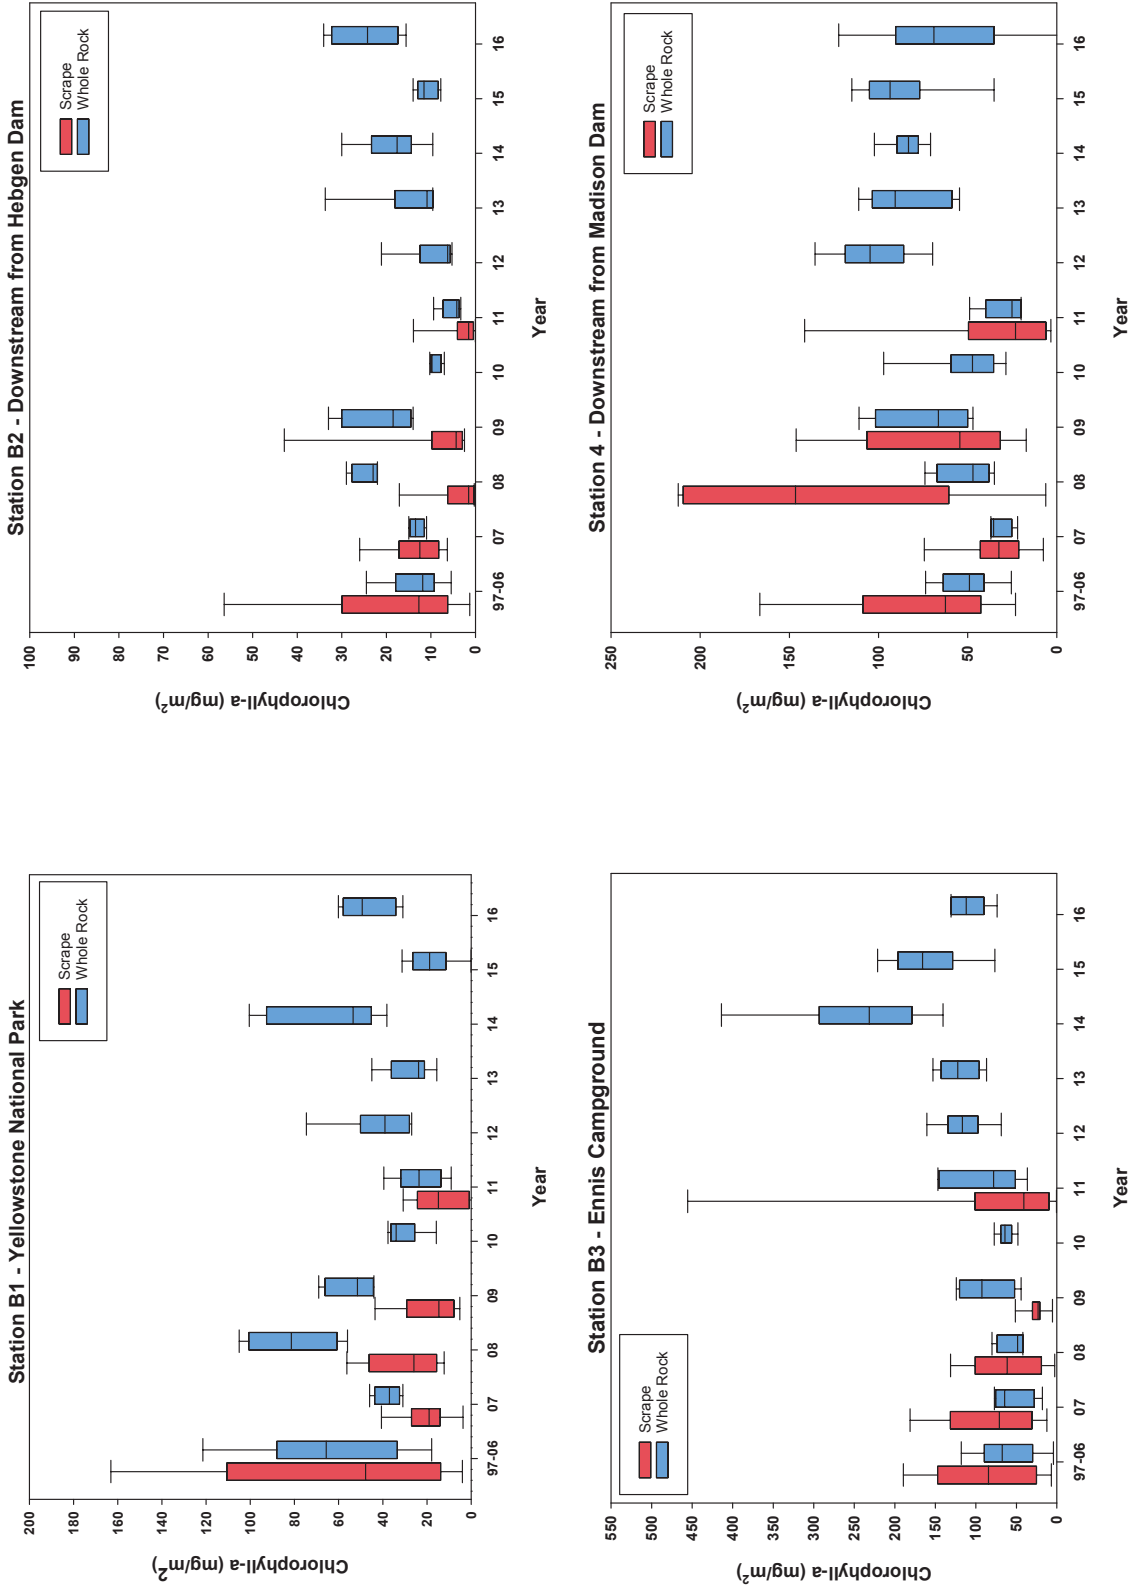 Station B1 - Yellowstone National Park
Scrape
Whole Rock
Chlorophyll-a (mg/m²)
200
180
160
140
120
100
80
60
40
20
0
97-06 07 08 09 10 11 12 13 14 15 16
Year
Station B2 - Downstream from Hebgen Dam
Scrape
Whole Rock
Chlorophyll-a (mg/m²)
100
90
80
70
60
50
40
30
20
10
0
97-06 07 08 09 10 11 12 13 14 15 16
Year
Station B3 - Ennis Campground
Scrape
Whole Rock
Chlorophyll-a (mg/m²)
550
500
450
400
350
300
250
200
150
100
50
0
97-06 07 08 09 10 11 12 13 14 15 16
Year
Station 4 - Downstream from Madison Dam
Scrape
Whole Rock
Chlorophyll-a (mg/m²)
250
200
150
100
50
0
97-06 07 08 09 10 11 12 13 14 15 16
Year